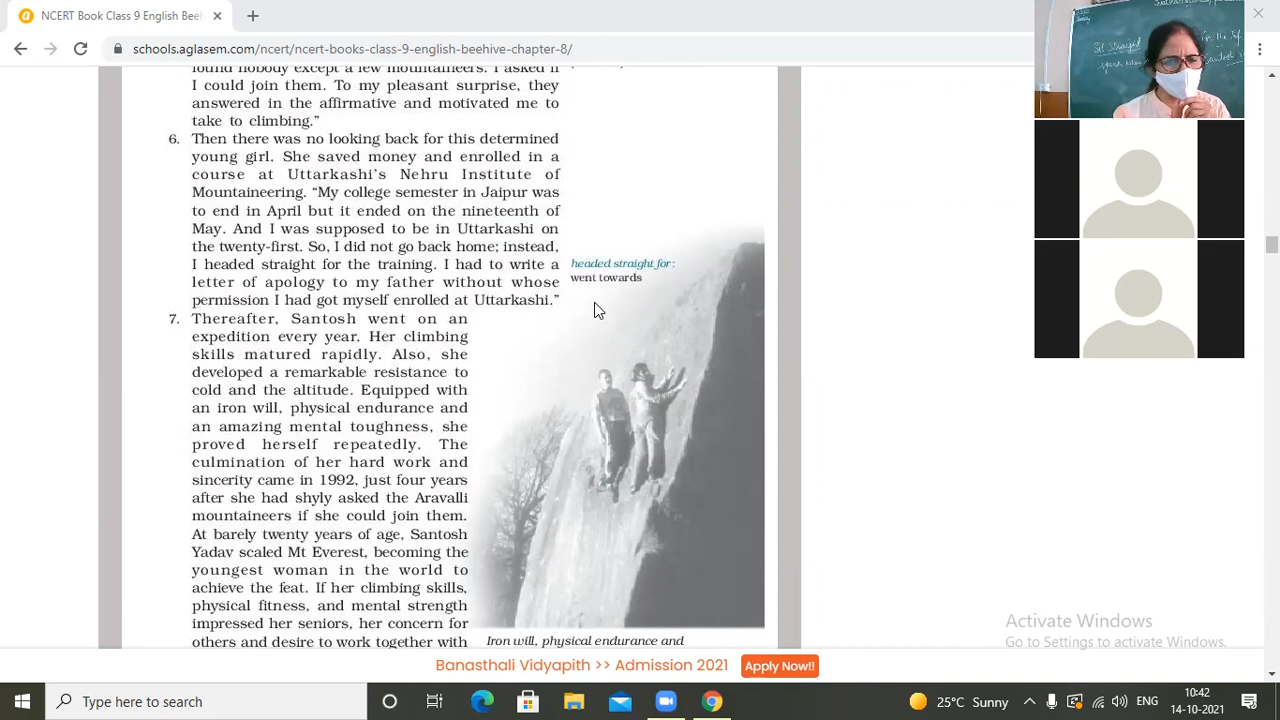 NCERT Book Class 9 English Beeh
schools.aglasem.com/ncert/ncert-books-class-9-english-beehive-chapter-8/
found nobody except a few mountaineers. I asked if
I could join them. To my pleasant surprise, they
answered in the affirmative and motivated me to
take to climbing.”
6. Then there was no looking back for this determined
young girl. She saved money and enrolled in a
course at Uttarkashi’s Nehru Institute of
Mountaineering. “My college semester in Jaipur was
to end in April but it ended on the nineteenth of
May. And I was supposed to be in Uttarkashi on
the twenty-first. So, I did not go back home; instead,
I headed straight for the training. I had to write a
letter of apology to my father without whose
permission I had got myself enrolled at Uttarkashi.”
headed straight for:
went towards
7. Thereafter, Santosh went on an
expedition every year. Her climbing
skills matured rapidly. Also, she
developed a remarkable resistance to
cold and the altitude. Equipped with
an iron will, physical endurance and
an amazing mental toughness, she
proved herself repeatedly. The
culmination of her hard work and
sincerity came in 1992, just four years
after she had shyly asked the Aravalli
mountaineers if she could join them.
At barely twenty years of age, Santosh
Yadav scaled Mt Everest, becoming the
youngest woman in the world to
achieve the feat. If her climbing skills,
physical fitness, and mental strength
impressed her seniors, her concern for
others and desire to work together with
Iron will, physical endurance and
Sit Straight
Activate Windows
Go to Settings to activate Windows.
Banasthali Vidyapith >> Admission 2021 Apply Now!!
Type here to search
25°C Sunny
ENG
10:42
14-10-2021